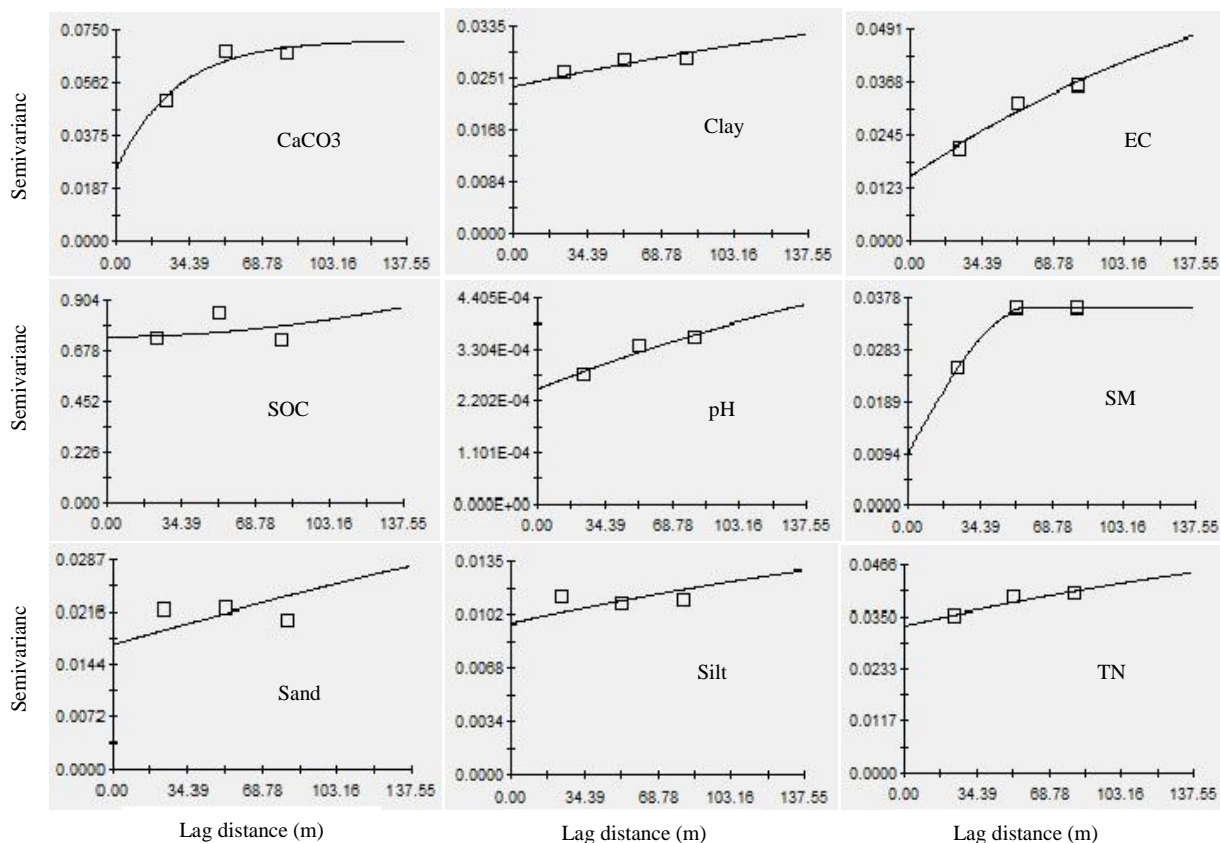 0.0750
0.0562
0.0375
0.0187
0.0000
0.00 34.39 68.78 103.16 137.55
CaCO3
Semivarianc
0.0335
0.0251
0.0168
0.0084
0.0000
0.00 34.39 68.78 103.16 137.55
Clay
0.0491
0.0368
0.0245
0.0123
0.0000
0.00 34.39 68.78 103.16 137.55
EC
0.904
0.678
0.452
0.226
0.000
0.00 34.39 68.78 103.16 137.55
SOC
Semivarianc
4.405E-04
3.304E-04
2.202E-04
1.101E-04
0.000E+00
0.00 34.39 68.78 103.16 137.55
pH
0.0378
0.0283
0.0189
0.0094
0.0000
0.00 34.39 68.78 103.16 137.55
SM
0.0287
0.0216
0.0144
0.0072
0.0000
0.00 34.39 68.78 103.16 137.55
Sand
Semivarianc
Lag distance (m)
0.0135
0.0102
0.0068
0.0034
0.0000
0.00 34.39 68.78 103.16 137.55
Silt
Lag distance (m)
0.0466
0.0350
0.0233
0.0117
0.0000
0.00 34.39 68.78 103.16 137.55
TN
Lag distance (m)